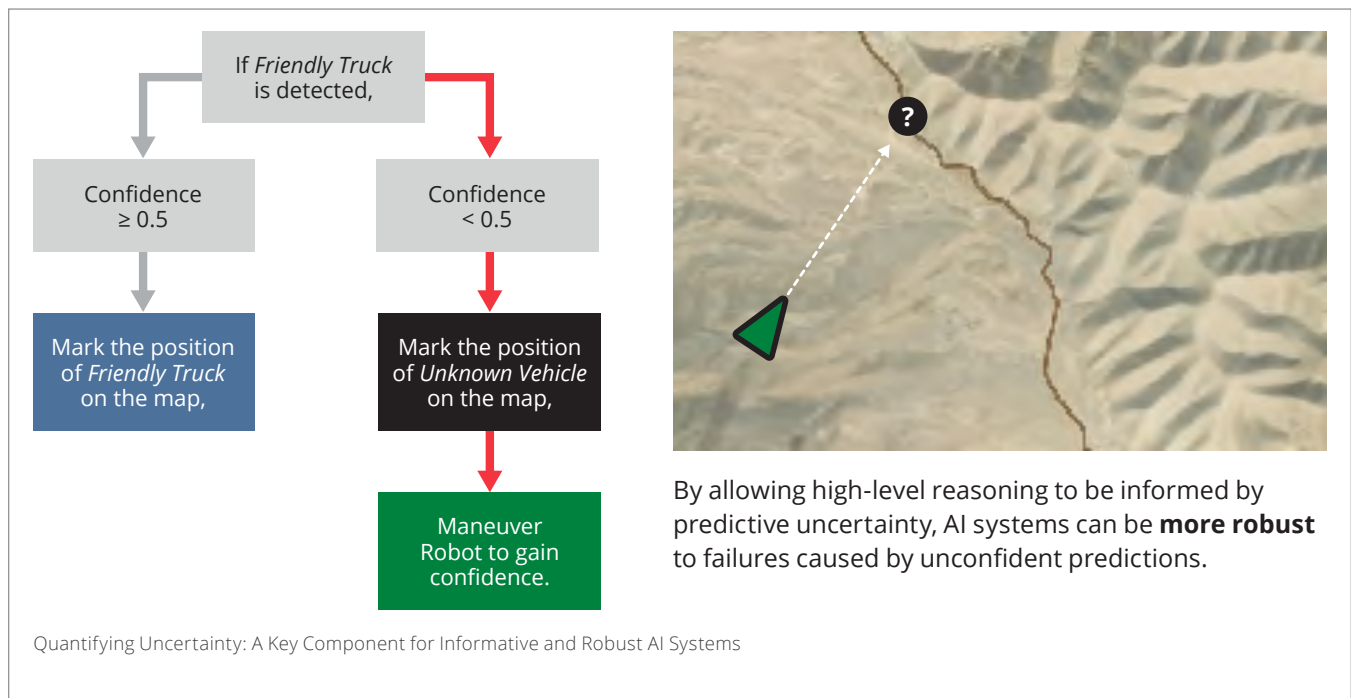 If Friendly Truck
is detected,
Confidence
≥ 0.5
Confidence
< 0.5
Mark the position
of Friendly Truck
on the map,
Mark the position
of Unknown Vehicle
on the map,
Maneuver
Robot to gain
confidence.
?
By allowing high-level reasoning to be informed by
predictive uncertainty, AI systems can be more robust
to failures caused by unconfident predictions.
Quantifying Uncertainty: A Key Component for Informative and Robust AI Systems